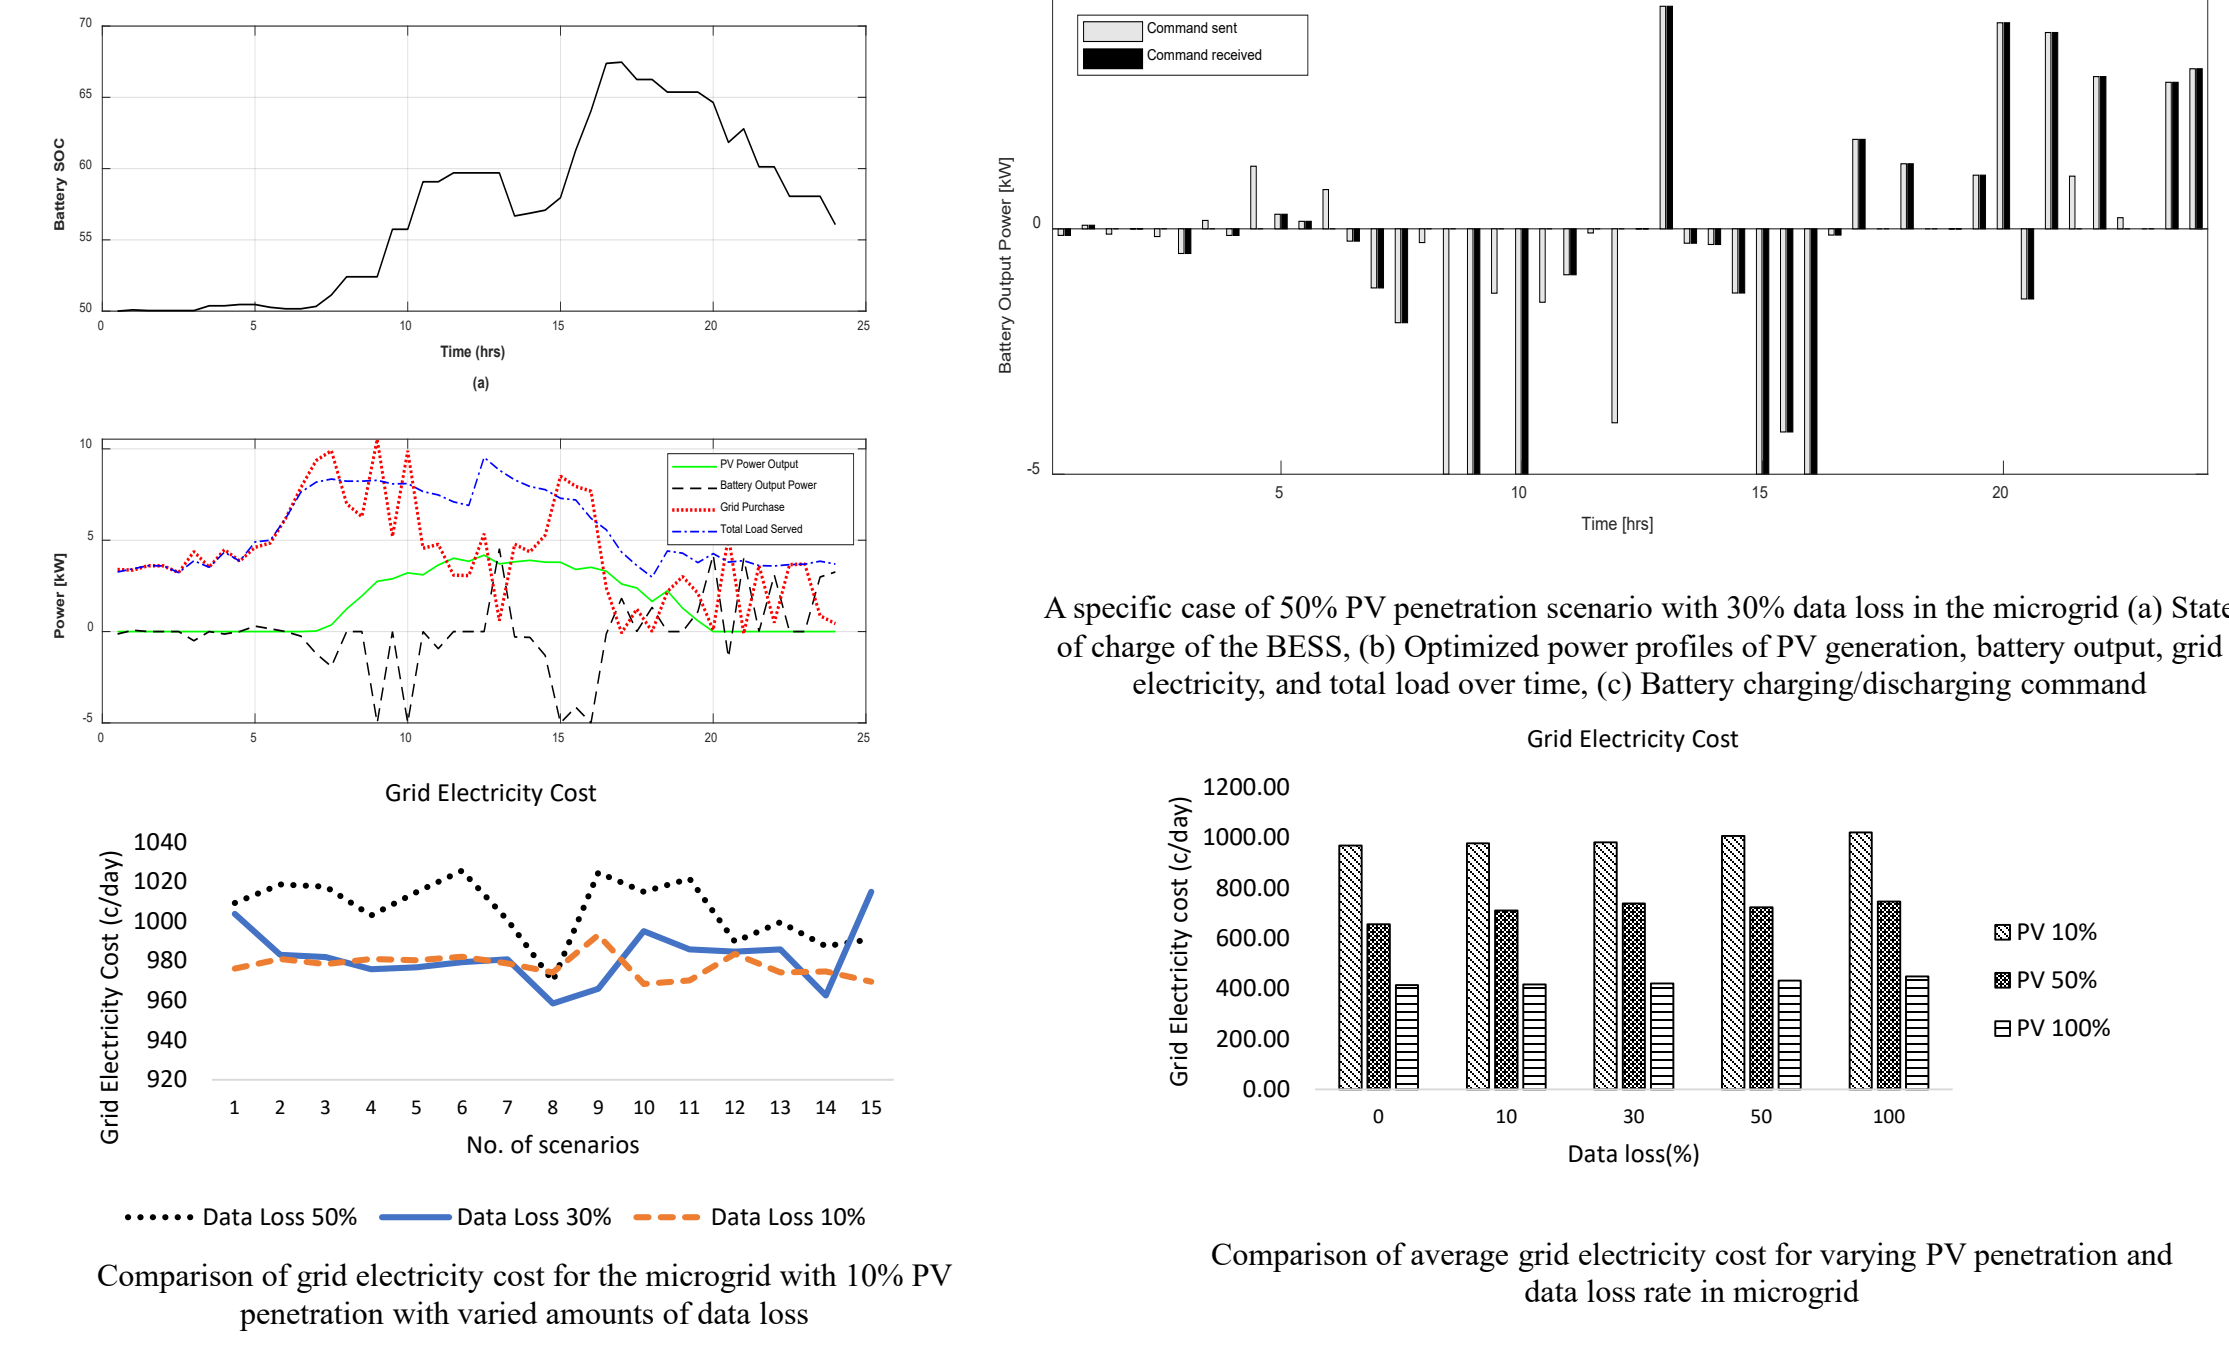 70
65
60
55
50
Battery SOC
0 5 10 15 20 25
Time (hrs)
(a)
10
5
0
-5
Power [kW]
PV Power Output
Battery Output Power
Grid Purchase
Total Load Served
0 5 10 15 20 25
Command sent
Command received
0
-5
Battery Output Power [kW]
5 10 15 20
Time [hrs]
A specific case of 50% PV penetration scenario with 30% data loss in the microgrid (a) State
of charge of the BESS, (b) Optimized power profiles of PV generation, battery output, grid
electricity, and total load over time, (c) Battery charging/discharging command
Grid Electricity Cost
1040
1020
1000
980
960
940
920
Grid Electricity Cost (c/day)
1 2 3 4 5 6 7 8 9 10 11 12 13 14 15
No. of scenarios
Data Loss 50% Data Loss 30% Data Loss 10%
Comparison of grid electricity cost for the microgrid with 10% PV
penetration with varied amounts of data loss
Grid Electricity Cost
1200.00
1000.00
800.00
600.00
400.00
200.00
0.00
Grid Electricity cost (c/day)
0 10 30 50 100
Data loss(%)
PV 10%
PV 50%
PV 100%
Comparison of average grid electricity cost for varying PV penetration and
data loss rate in microgrid